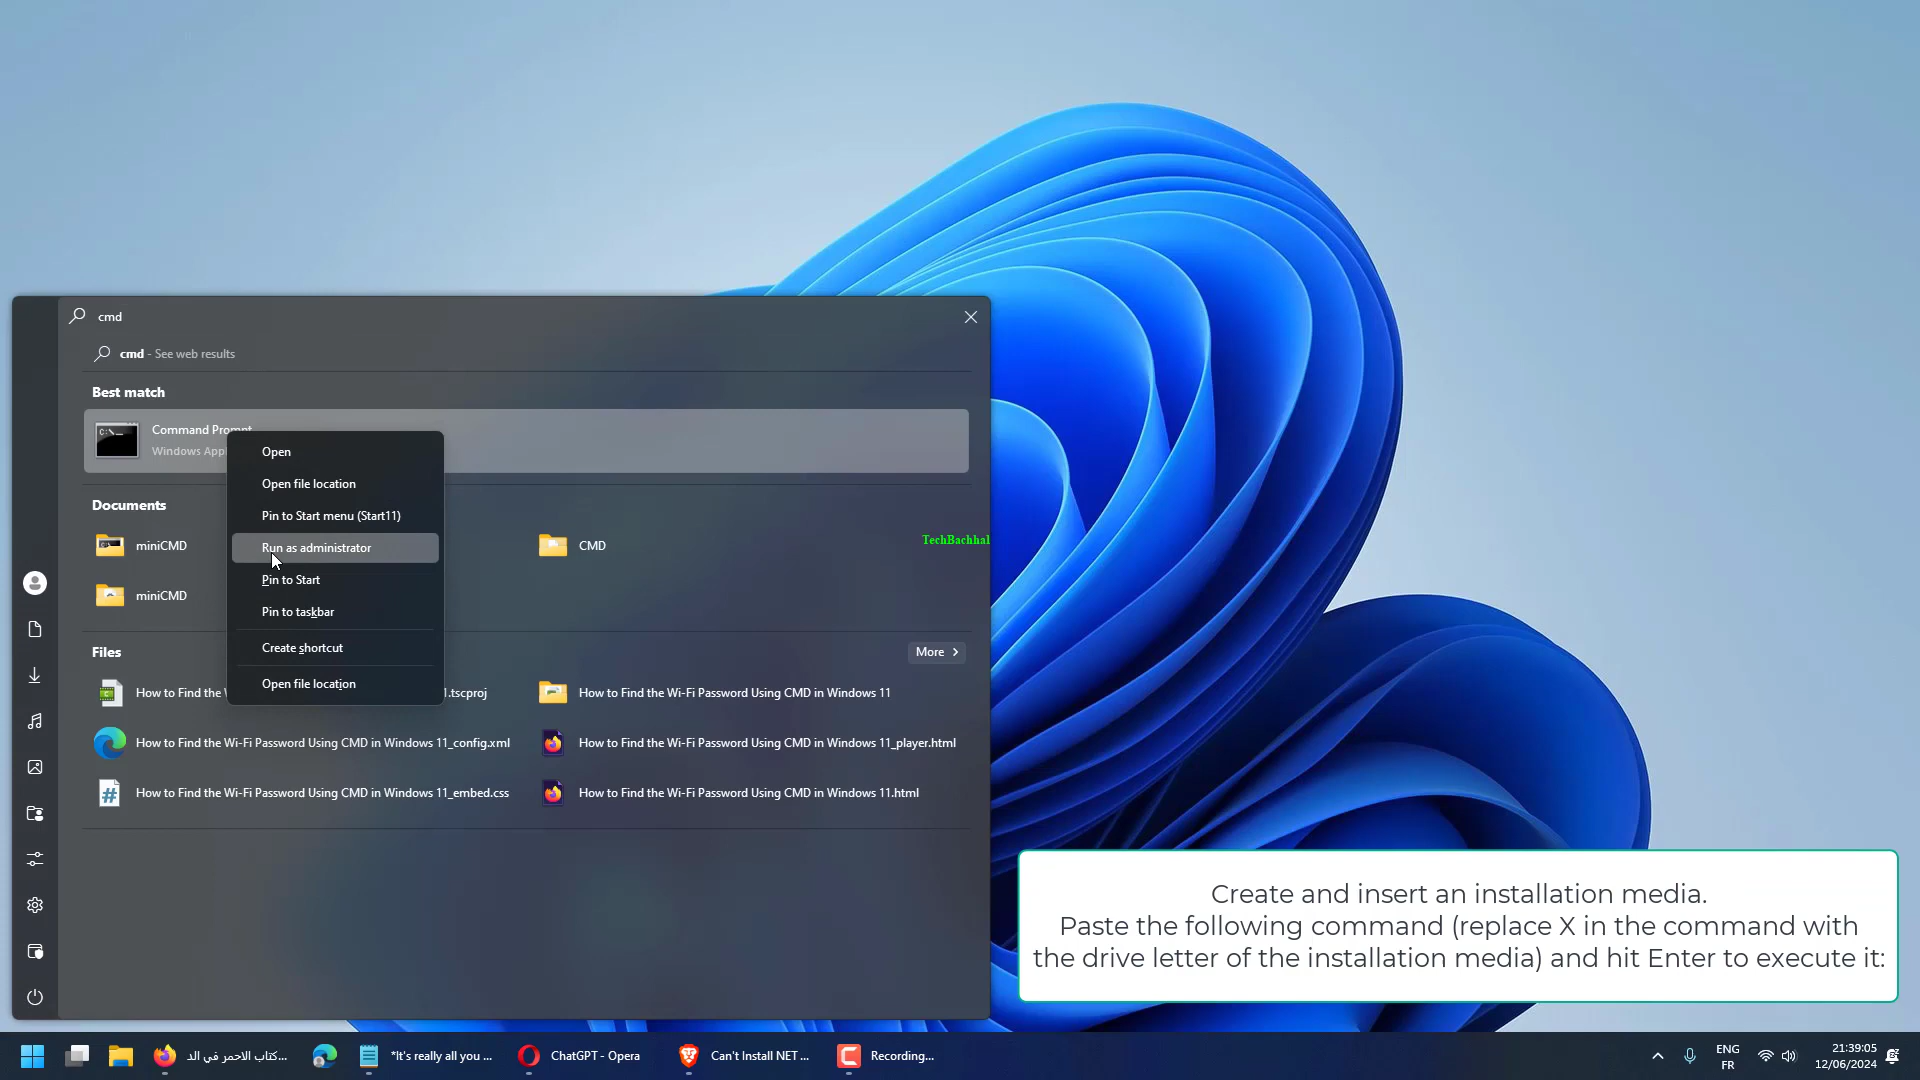 cmd
cmd - See web results
Best match
Command Prompt
Windows App
Open
Open file location
Pin to Start menu (Start11)
Run as administrator
Pin to Start
Pin to taskbar
Create shortcut
Open file location
Documents
miniCMD
CMD
TechBachhal
miniCMD
Files
More
How to Find the
1.tscproj
How to Find the Wi-Fi Password Using CMD in Windows 11
How to Find the Wi-Fi Password Using CMD in Windows 11_config.xml
How to Find the Wi-Fi Password Using CMD in Windows 11_player.html
How to Find the Wi-Fi Password Using CMD in Windows 11_embed.css
How to Find the Wi-Fi Password Using CMD in Windows 11.html
Create and insert an installation media.
Paste the following command (replace X in the command with
the drive letter of the installation media) and hit Enter to execute it:
كتاب الاحمر في الد...
*It's really all you ...
ChatGPT - Opera
Can't Install NET ...
Recording...
ENG
FR
21:39:05
12/06/2024